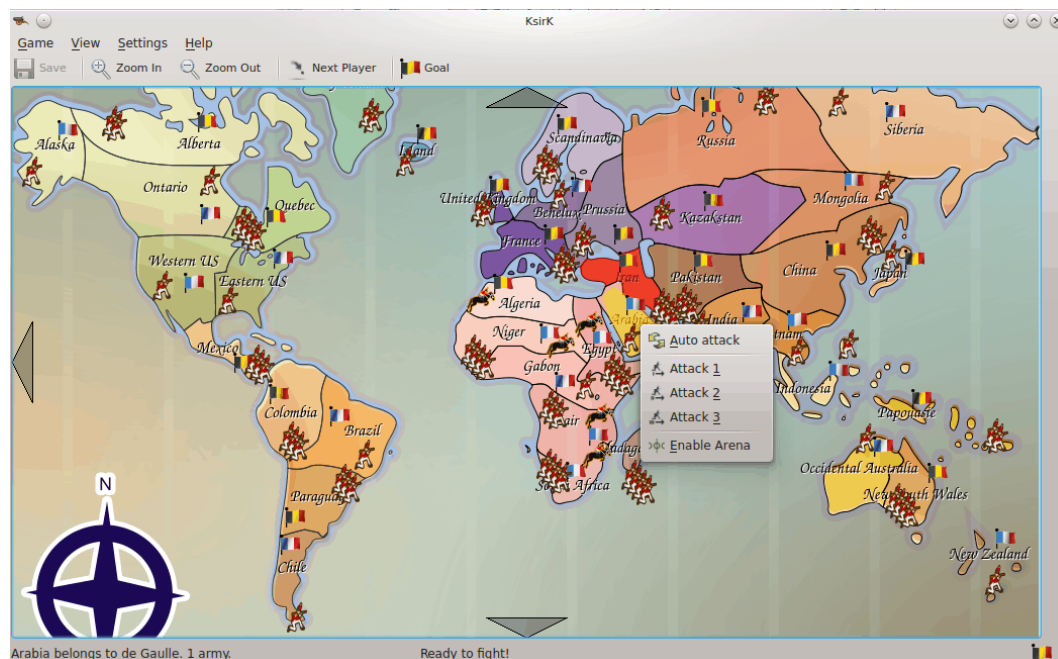 KsirK
Game View Settings Help
Save Zoom In Zoom Out Next Player Goal
Alaska
Alberta
Island
Scandinavia
Russia
Siberia
Ontario
Quebec
United Kingdom
Benelux
Prussia
Kazakstan
Mongolia
Western US
Eastern US
France
Iran
Pakistan
China
Japan
Algeria
Arabia
India
Mexico
Niger
Egypt
Gabon
Indonesia
Colombia
Brazil
Papouasie
Occidental Australia
Paraguay
South Africa
New South Wales
Chile
New Zealand
N
Auto attack
Attack 1
Attack 2
Attack 3
Enable Arena
Arabia belongs to de Gaulle. 1 army. Ready to fight!